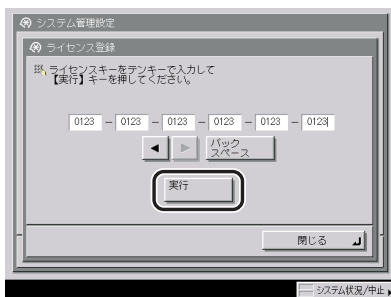 システム管理設定
ライセンス登録
ライセンスキーをテンキーで入力して
【実行】キーを押してください。
0123 - 0123 - 0123 - 0123 - 0123 - 0123
◀ ▶ バック
スペース
実行
閉じる
システム状況/中止